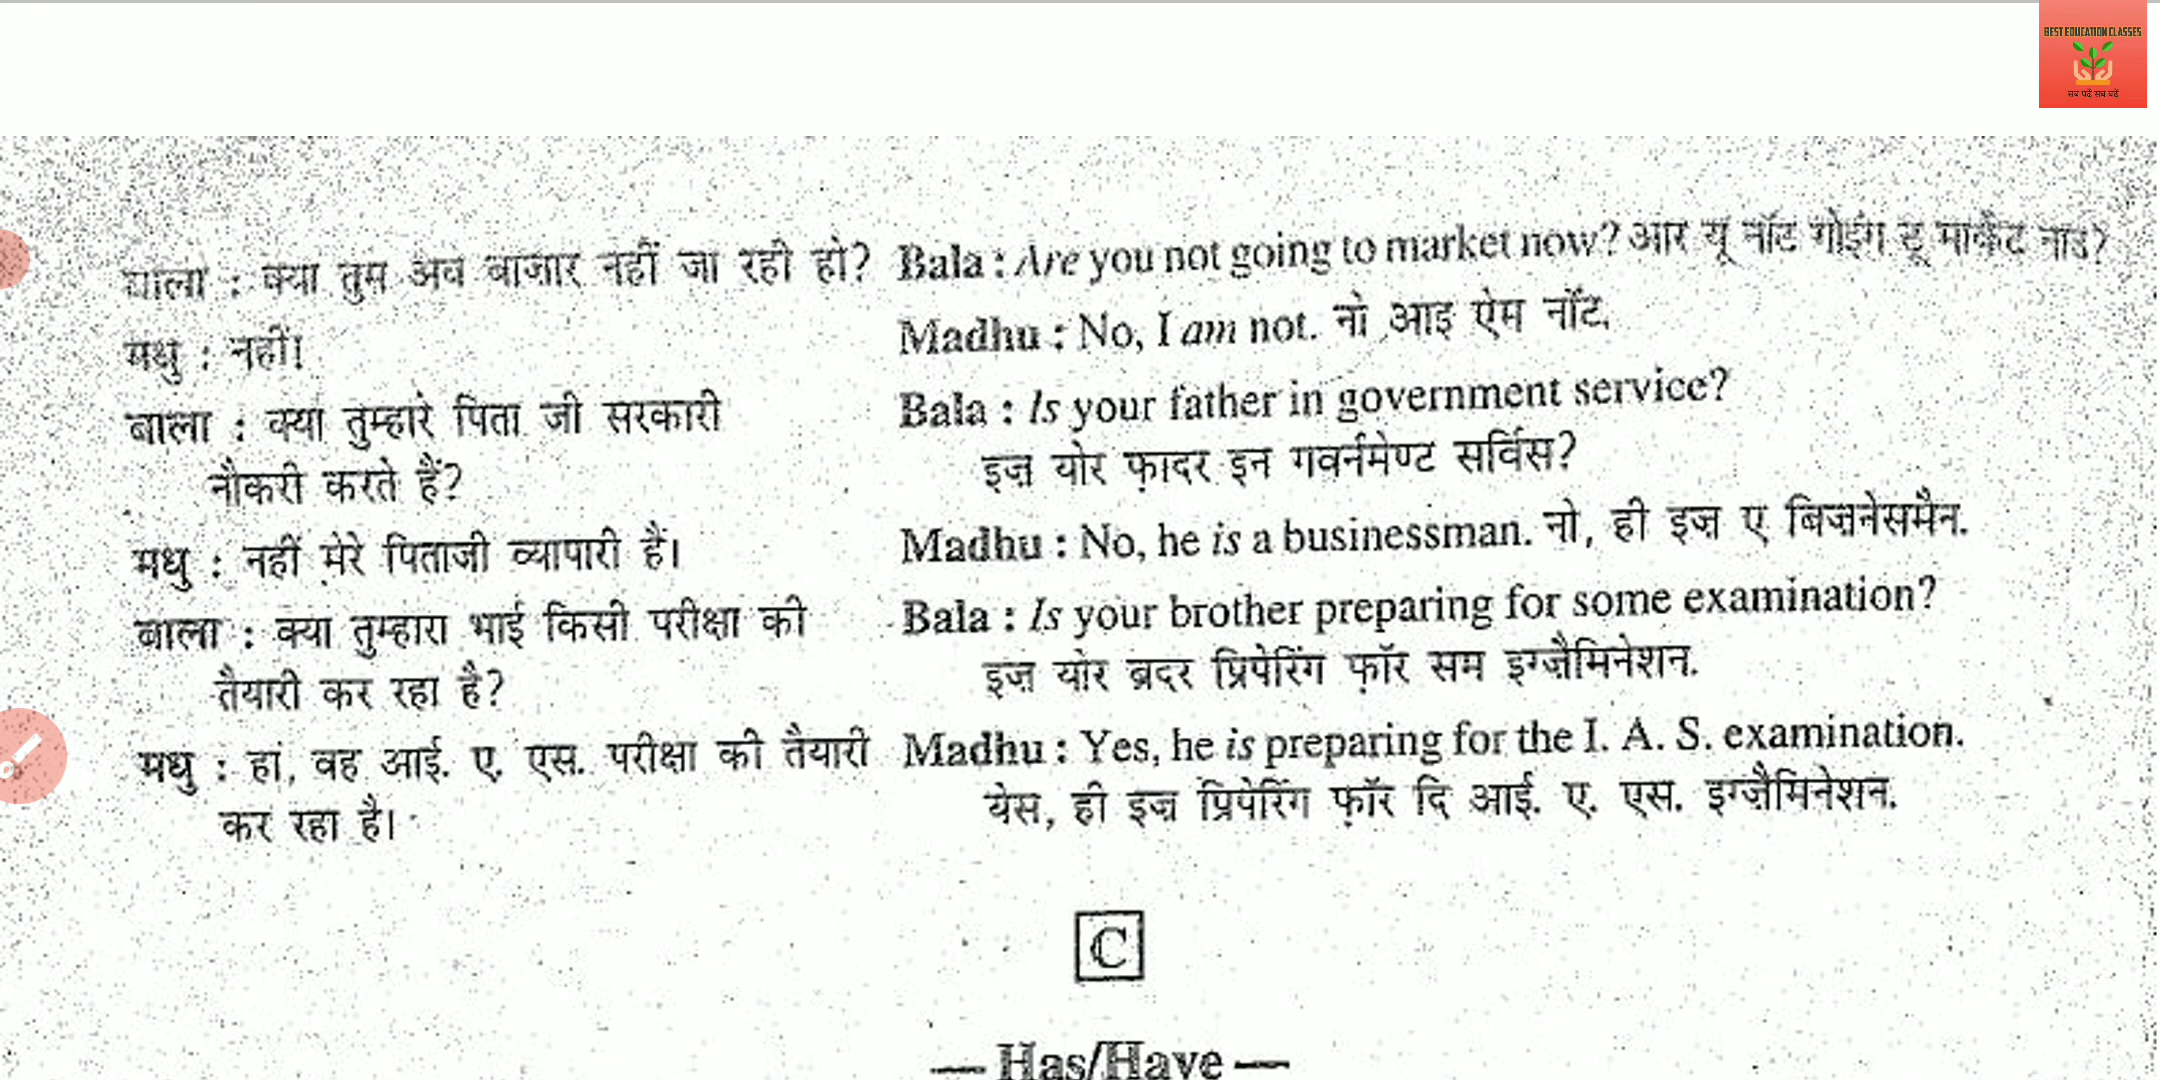 BEST EDUCATION CLASSES
सब पढें सब बढें
बाला : क्या तुम अब बाजार नहीं जा रही हो? Bala : Are you not going to market now? आर यू नॉट गोइंग टू मार्केट नाउ?
मधु : नहीं। Madhu : No, I am not. नो आइ ऐम नॉट.
बाला : क्या तुम्हारे पिता जी सरकारी Bala : Is your father in government service?
नौकरी करते हैं? इज़ योर फ़ादर इन गवर्नमेण्ट सर्विस?
मधु : नहीं मेरे पिताजी व्यापारी हैं। Madhu : No, he is a businessman. नो, ही इज़ ए बिज़नेसमैन.
बाला : क्या तुम्हारा भाई किसी परीक्षा की Bala : Is your brother preparing for some examination?
तैयारी कर रहा है? इज़ योर ब्रदर प्रिपेरिंग फ़ॉर सम इग्ज़ैमिनेशन.
मधु : हां, वह आई. ए. एस. परीक्षा की तैयारी Madhu : Yes, he is preparing for the I. A. S. examination.
कर रहा है। येस, ही इज़ प्रिपेरिंग फ़ॉर दि आई. ए. एस. इग्ज़ैमिनेशन.
C
— Has/Have —